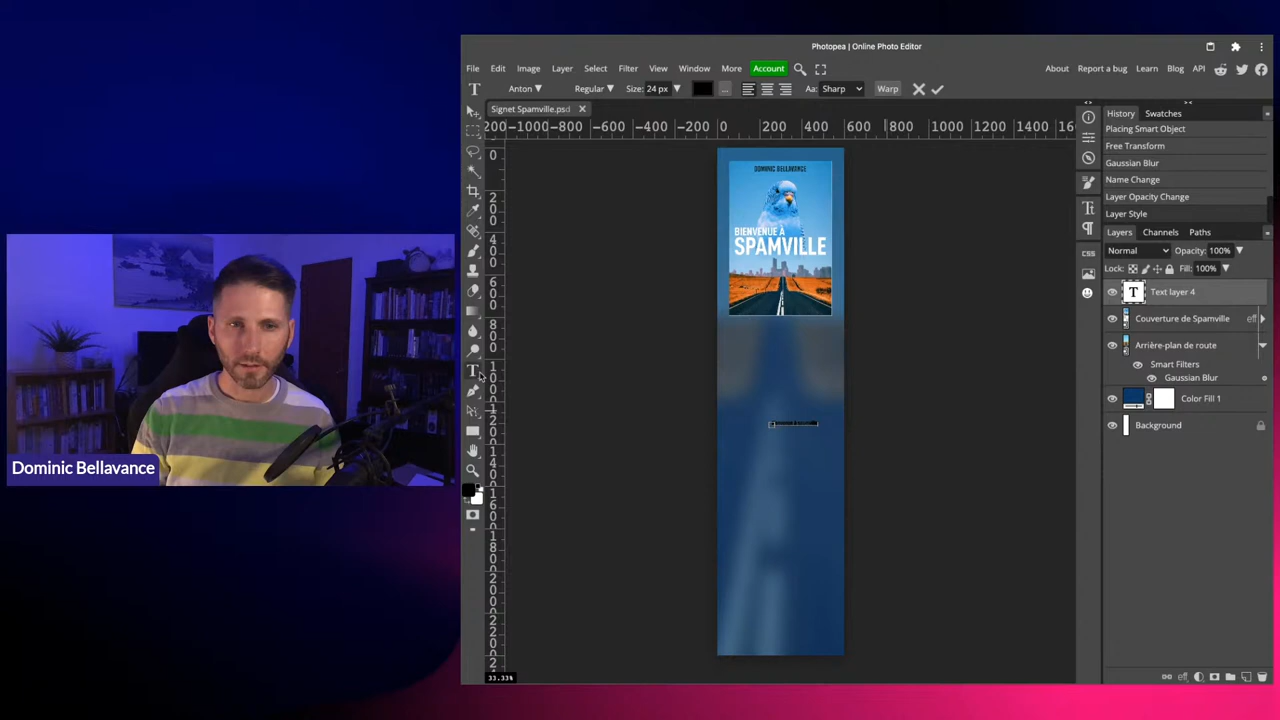 Photopea | Online Photo Editor
File Edit Image Layer Select Filter View Window More Account
About Report a bug Learn Blog API
Anton Regular Size: 24 px ... Aa: Sharp Warp
Signet Spamville.psd
200 −1000 −800 −600 −400 −200 0 200 400 600 800 1000 1200 1400 16
DOMINIC BELLAVANCE
BIENVENUE À
SPAMVILLE
History Swatches
Placing Smart Object
Free Transform
Gaussian Blur
Name Change
Layer Opacity Change
Layer Style
Layers Channels Paths
Normal Opacity: 100%
Lock: Fill: 100%
CSS
Text layer 4
Couverture de Spamville eff
Arrière-plan de route
Smart Filters
Gaussian Blur
Color Fill 1
Background
Dominic Bellavance
33.33%
eff